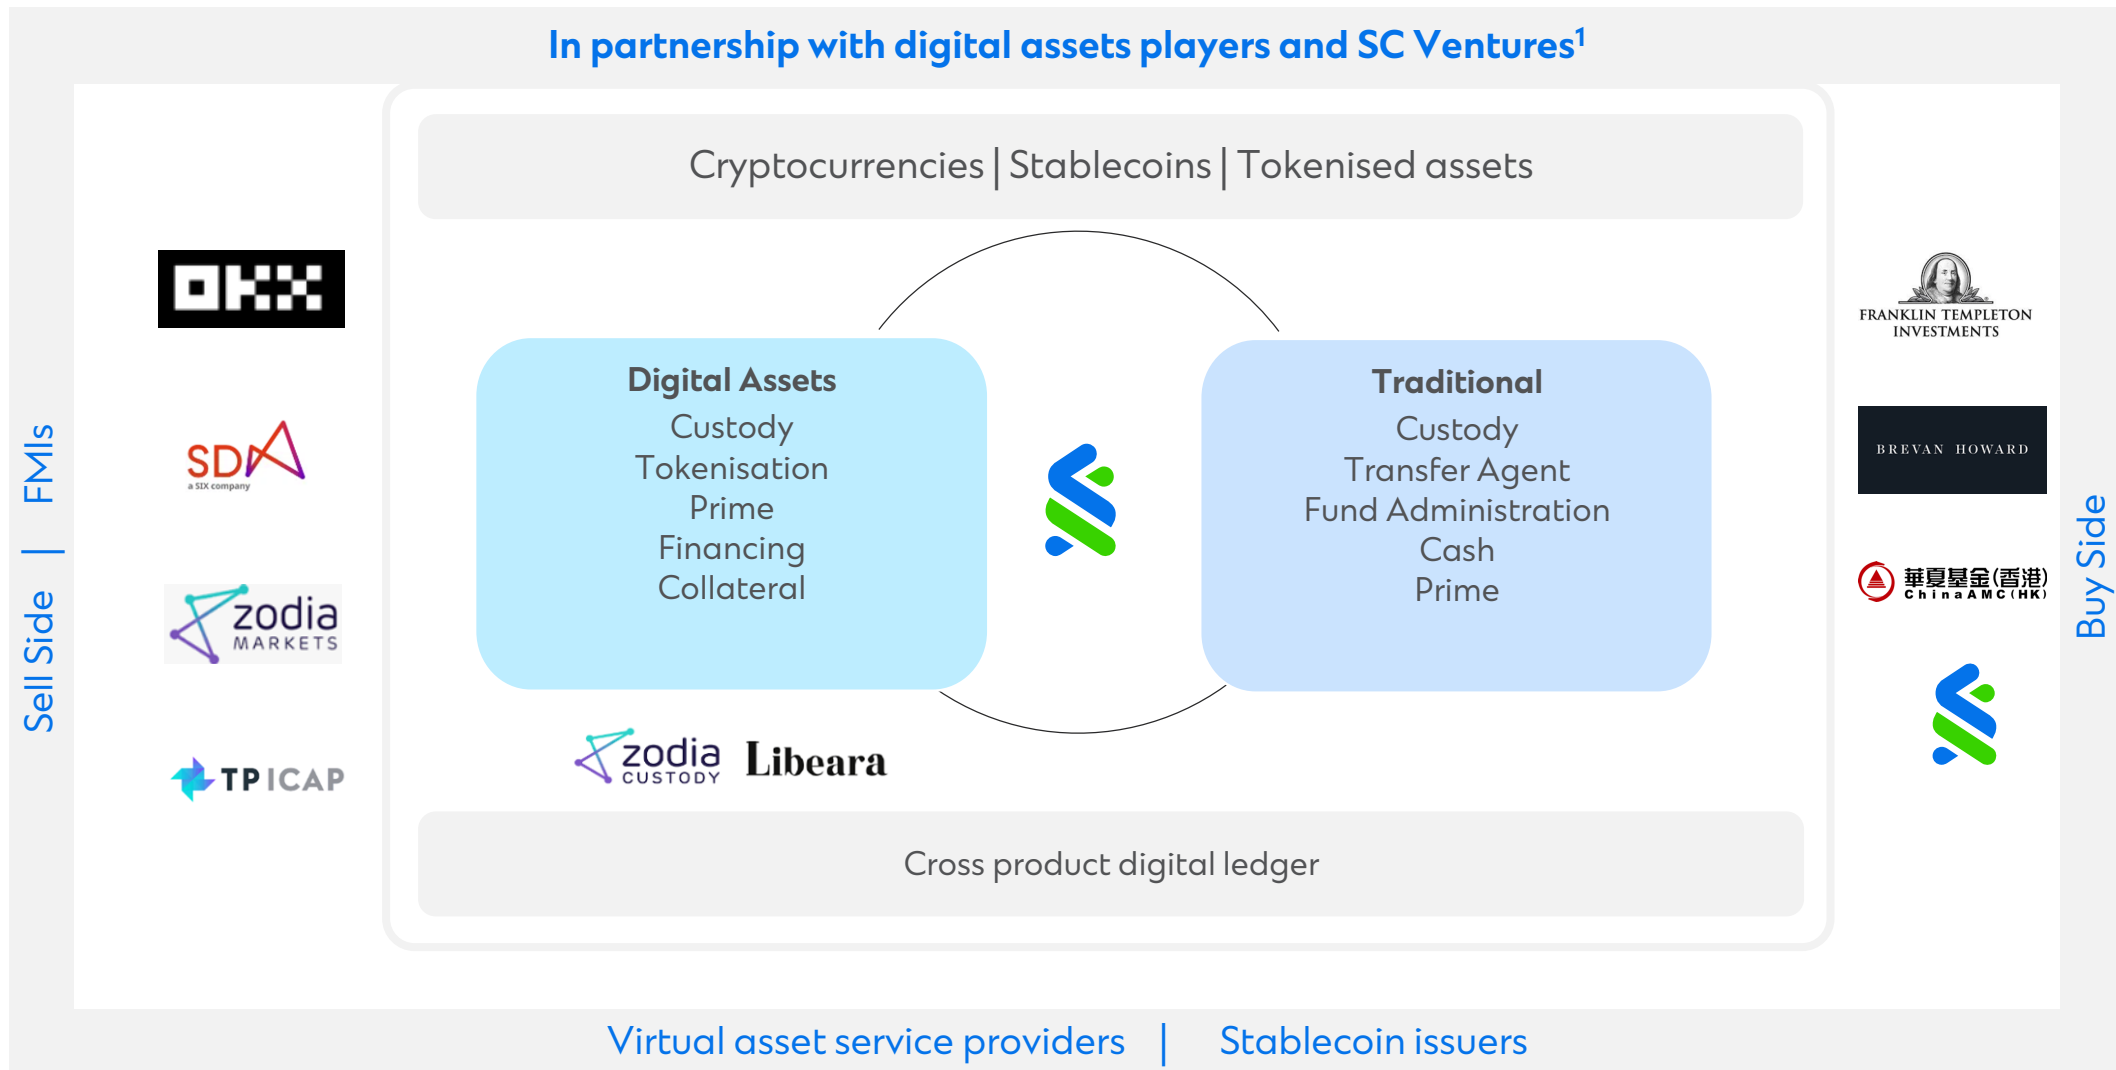 In partnership with digital assets players and SC Ventures¹
Cryptocurrencies | Stablecoins | Tokenised assets
Sell Side | FMIs
OKX
SDX
a SIX company
zodia
MARKETS
TP ICAP
Digital Assets
Custody
Tokenisation
Prime
Financing
Collateral
Traditional
Custody
Transfer Agent
Fund Administration
Cash
Prime
zodia
CUSTODY
Libeara
Cross product digital ledger
FRANKLIN TEMPLETON
INVESTMENTS
BREVAN HOWARD
華夏基金(香港)
ChinaAMC(HK)
Buy Side
Virtual asset service providers | Stablecoin issuers